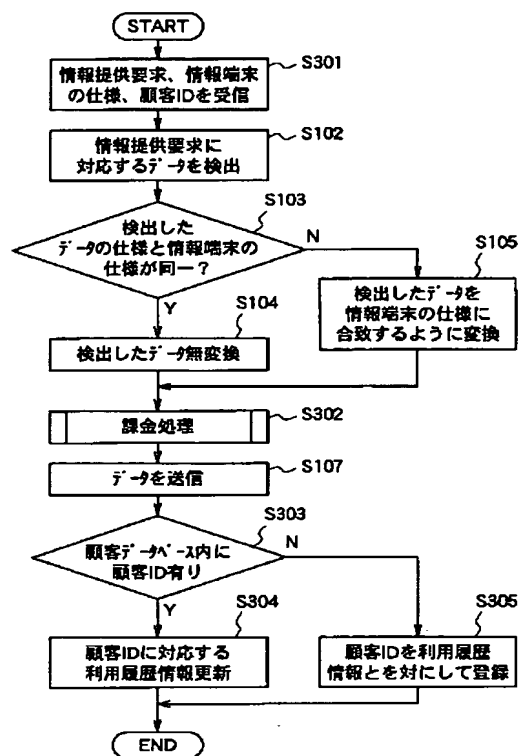 START
S301
情報提供要求、情報端末
の仕様、顧客IDを受信
S102
情報提供要求に
対応するデータを検出
S103
検出した
データの仕様と情報端末の
仕様が同一?
N
Y
S105
検出したデータを
情報端末の仕様に
合致するように変換
S104
検出したデータ無変換
S302
課金処理
S107
データを送信
S303
顧客データベース内に
顧客ID有り
N
Y
S304
顧客IDに対応する
利用履歴情報更新
S305
顧客IDを利用履歴
情報とを対にして登録
END